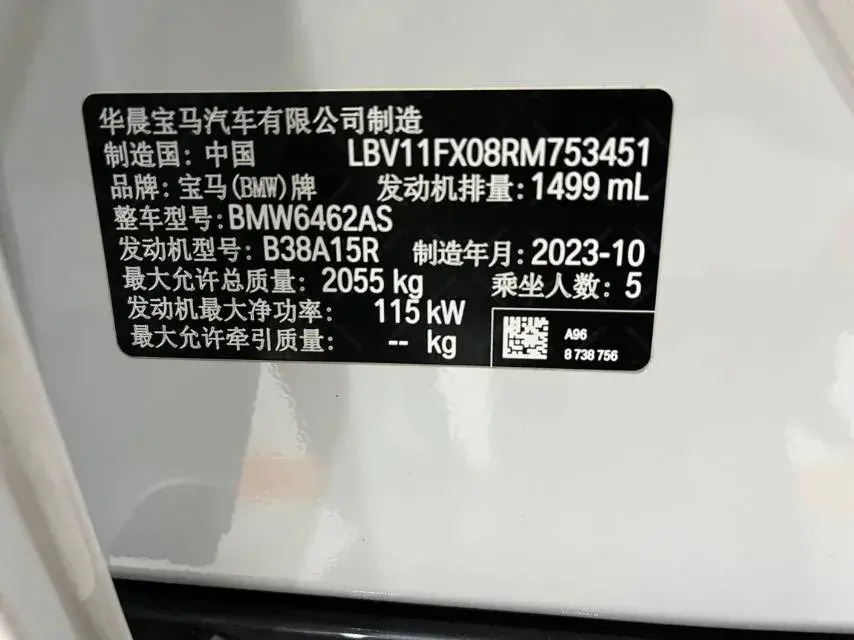 华晨宝马汽车有限公司制造
制造国: 中国 LBV11FX08RM753451
品牌: 宝马(BMW)牌 发动机排量: 1499 mL
整车型号: BMW6462AS
发动机型号: B38A15R 制造年月: 2023-10
最大允许总质量: 2055 kg 乘坐人数: 5
发动机最大净功率: 115 kW
最大允许牵引质量: -- kg
A96
8 738 756